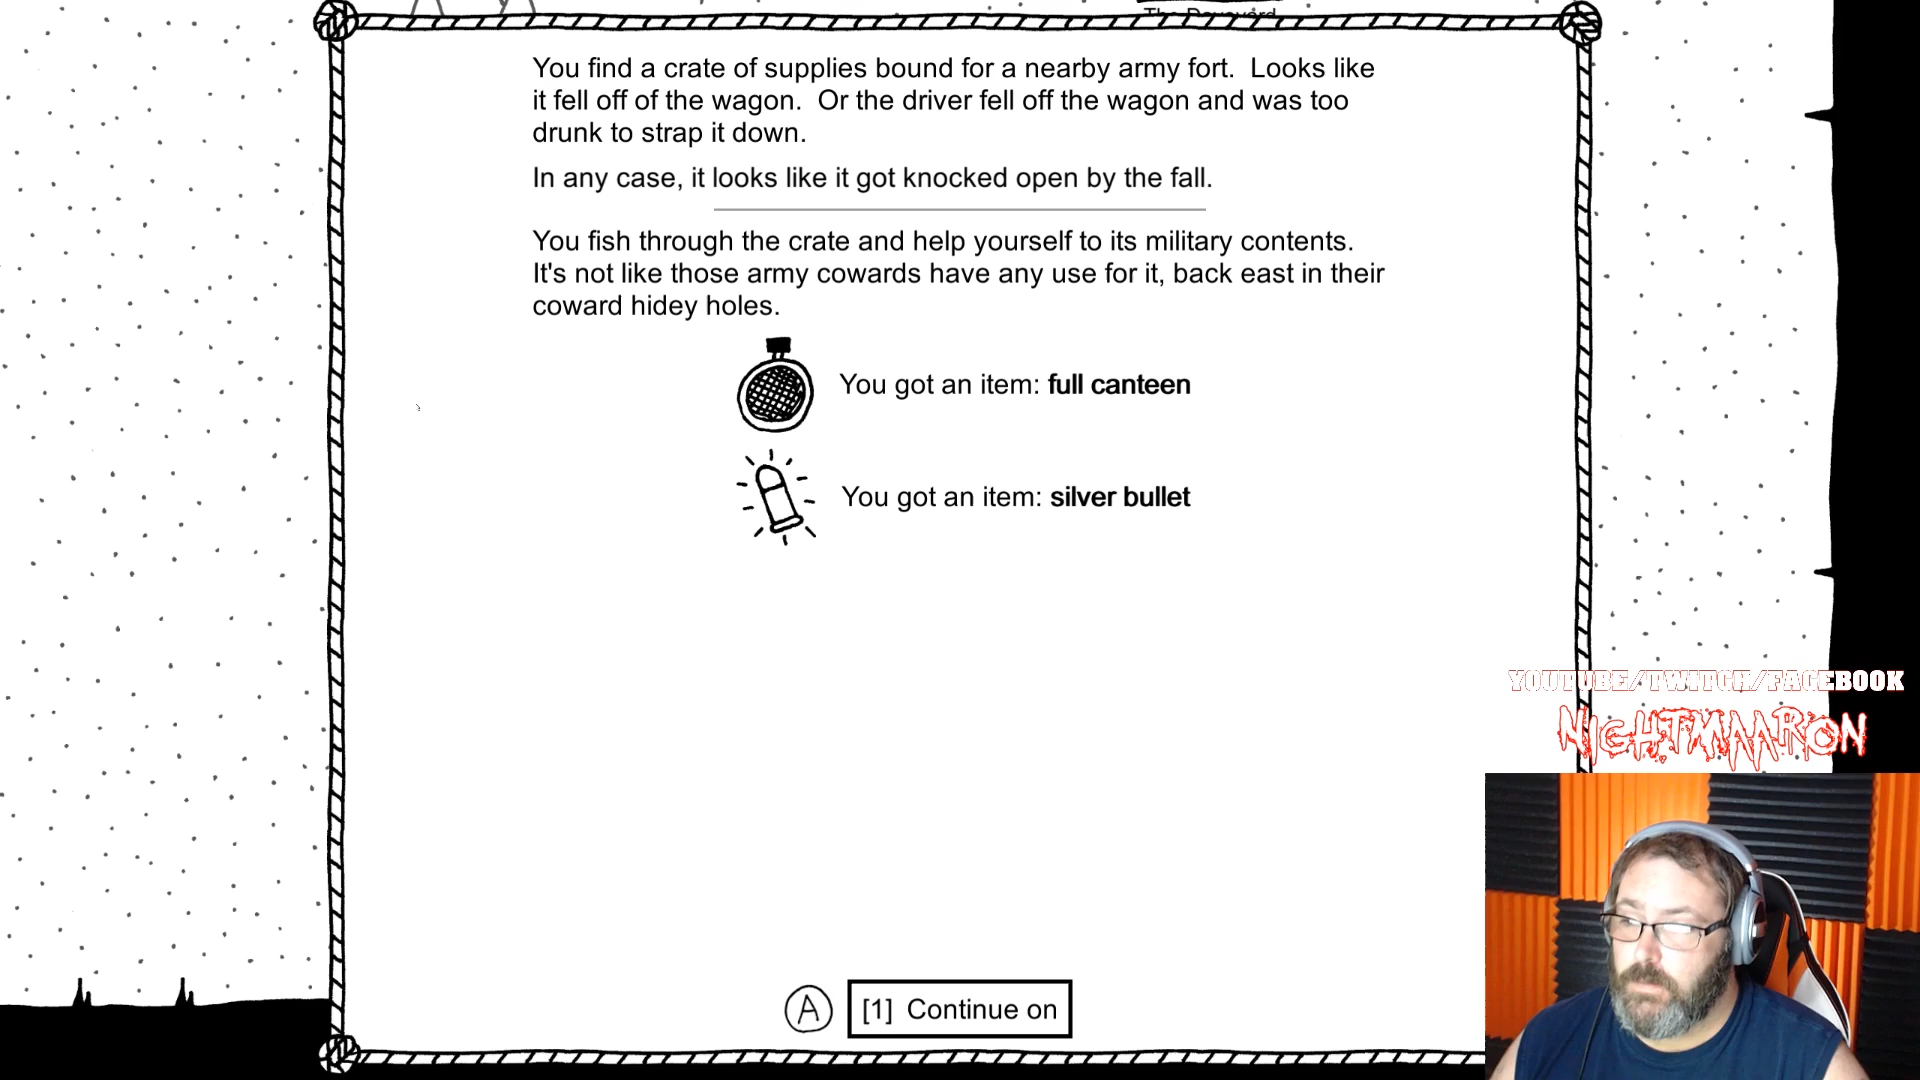 You find a crate of supplies bound for a nearby army fort.  Looks like
it fell off of the wagon.  Or the driver fell off the wagon and was too
drunk to strap it down.
In any case, it looks like it got knocked open by the fall.
You fish through the crate and help yourself to its military contents.
It's not like those army cowards have any use for it, back east in their
coward hidey holes.
You got an item: full canteen
You got an item: silver bullet
YOUTUBE/TWITCH/FACEBOOK
NIGHTMAARON
A [1] Continue on